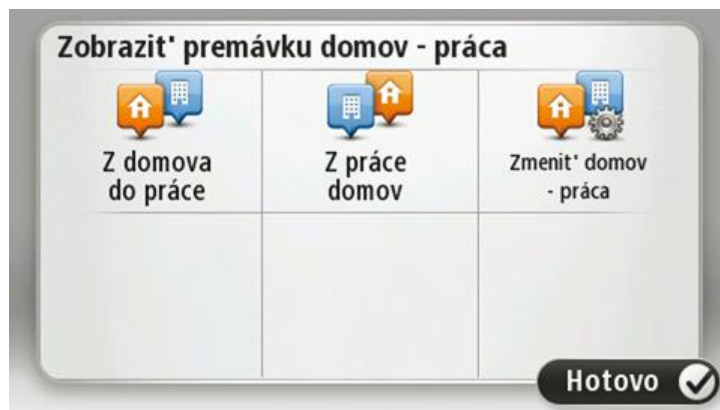 Zobraziť premávku domov - práca
Z domova
do práce
Z práce
domov
Zmeniť domov
- práca
Hotovo